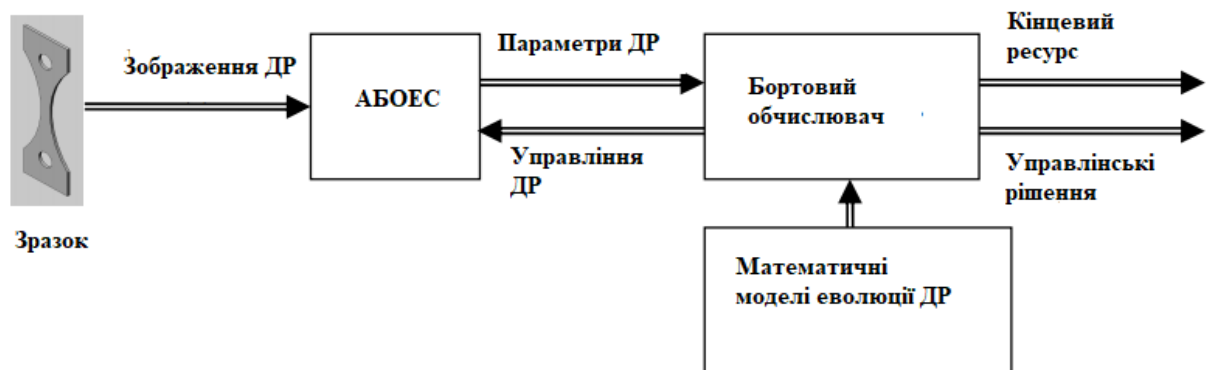 Зображення ДР
АБОЕС
Параметри ДР
Управління
ДР
Бортовий
обчислювач
Кінцевий
ресурс
Управлінські
рішення
Зразок
Математичні
моделі еволюції ДР